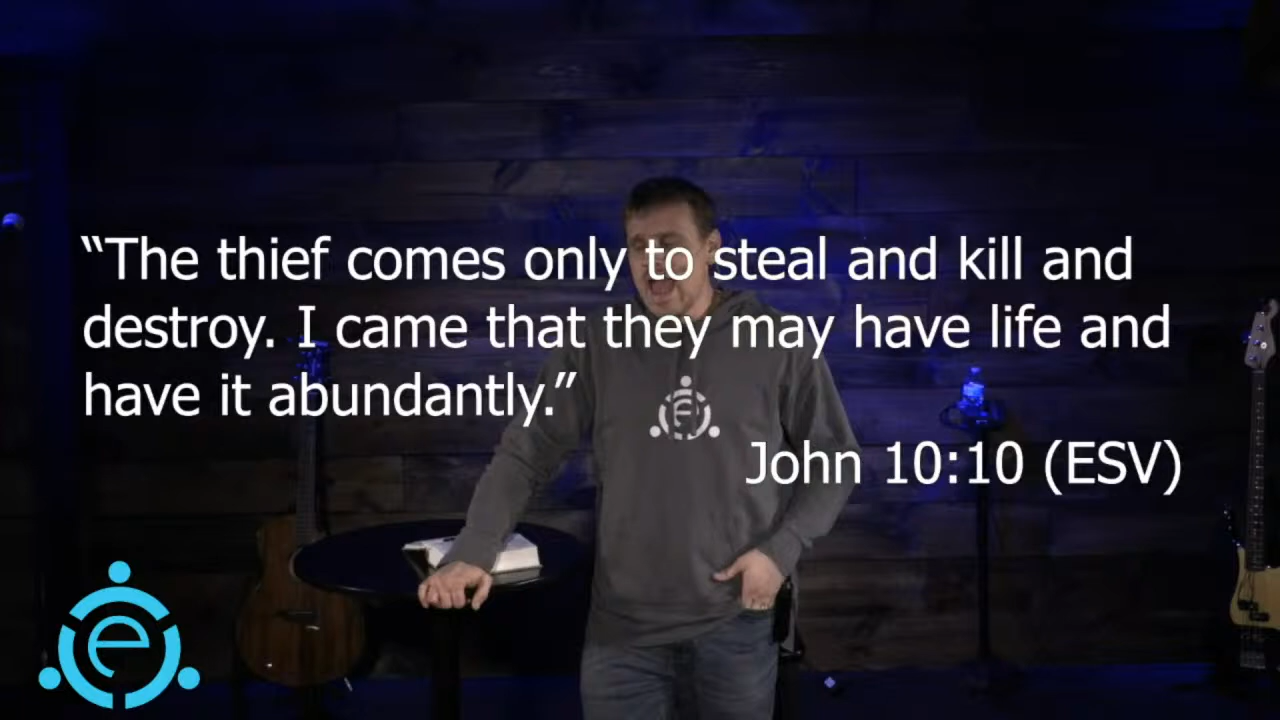 “The thief comes only to steal and kill and
destroy. I came that they may have life and
have it abundantly.”
John 10:10 (ESV)
e
e